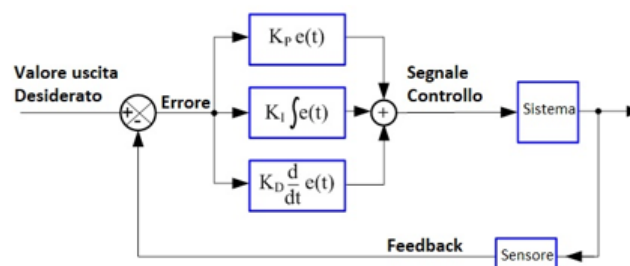 K_P e(t)
Valore uscita
Desiderato
Errore
Segnale
Controllo
+
-
K_I ∫e(t)
+
Sistema
K_D d/dt e(t)
Feedback
Sensore